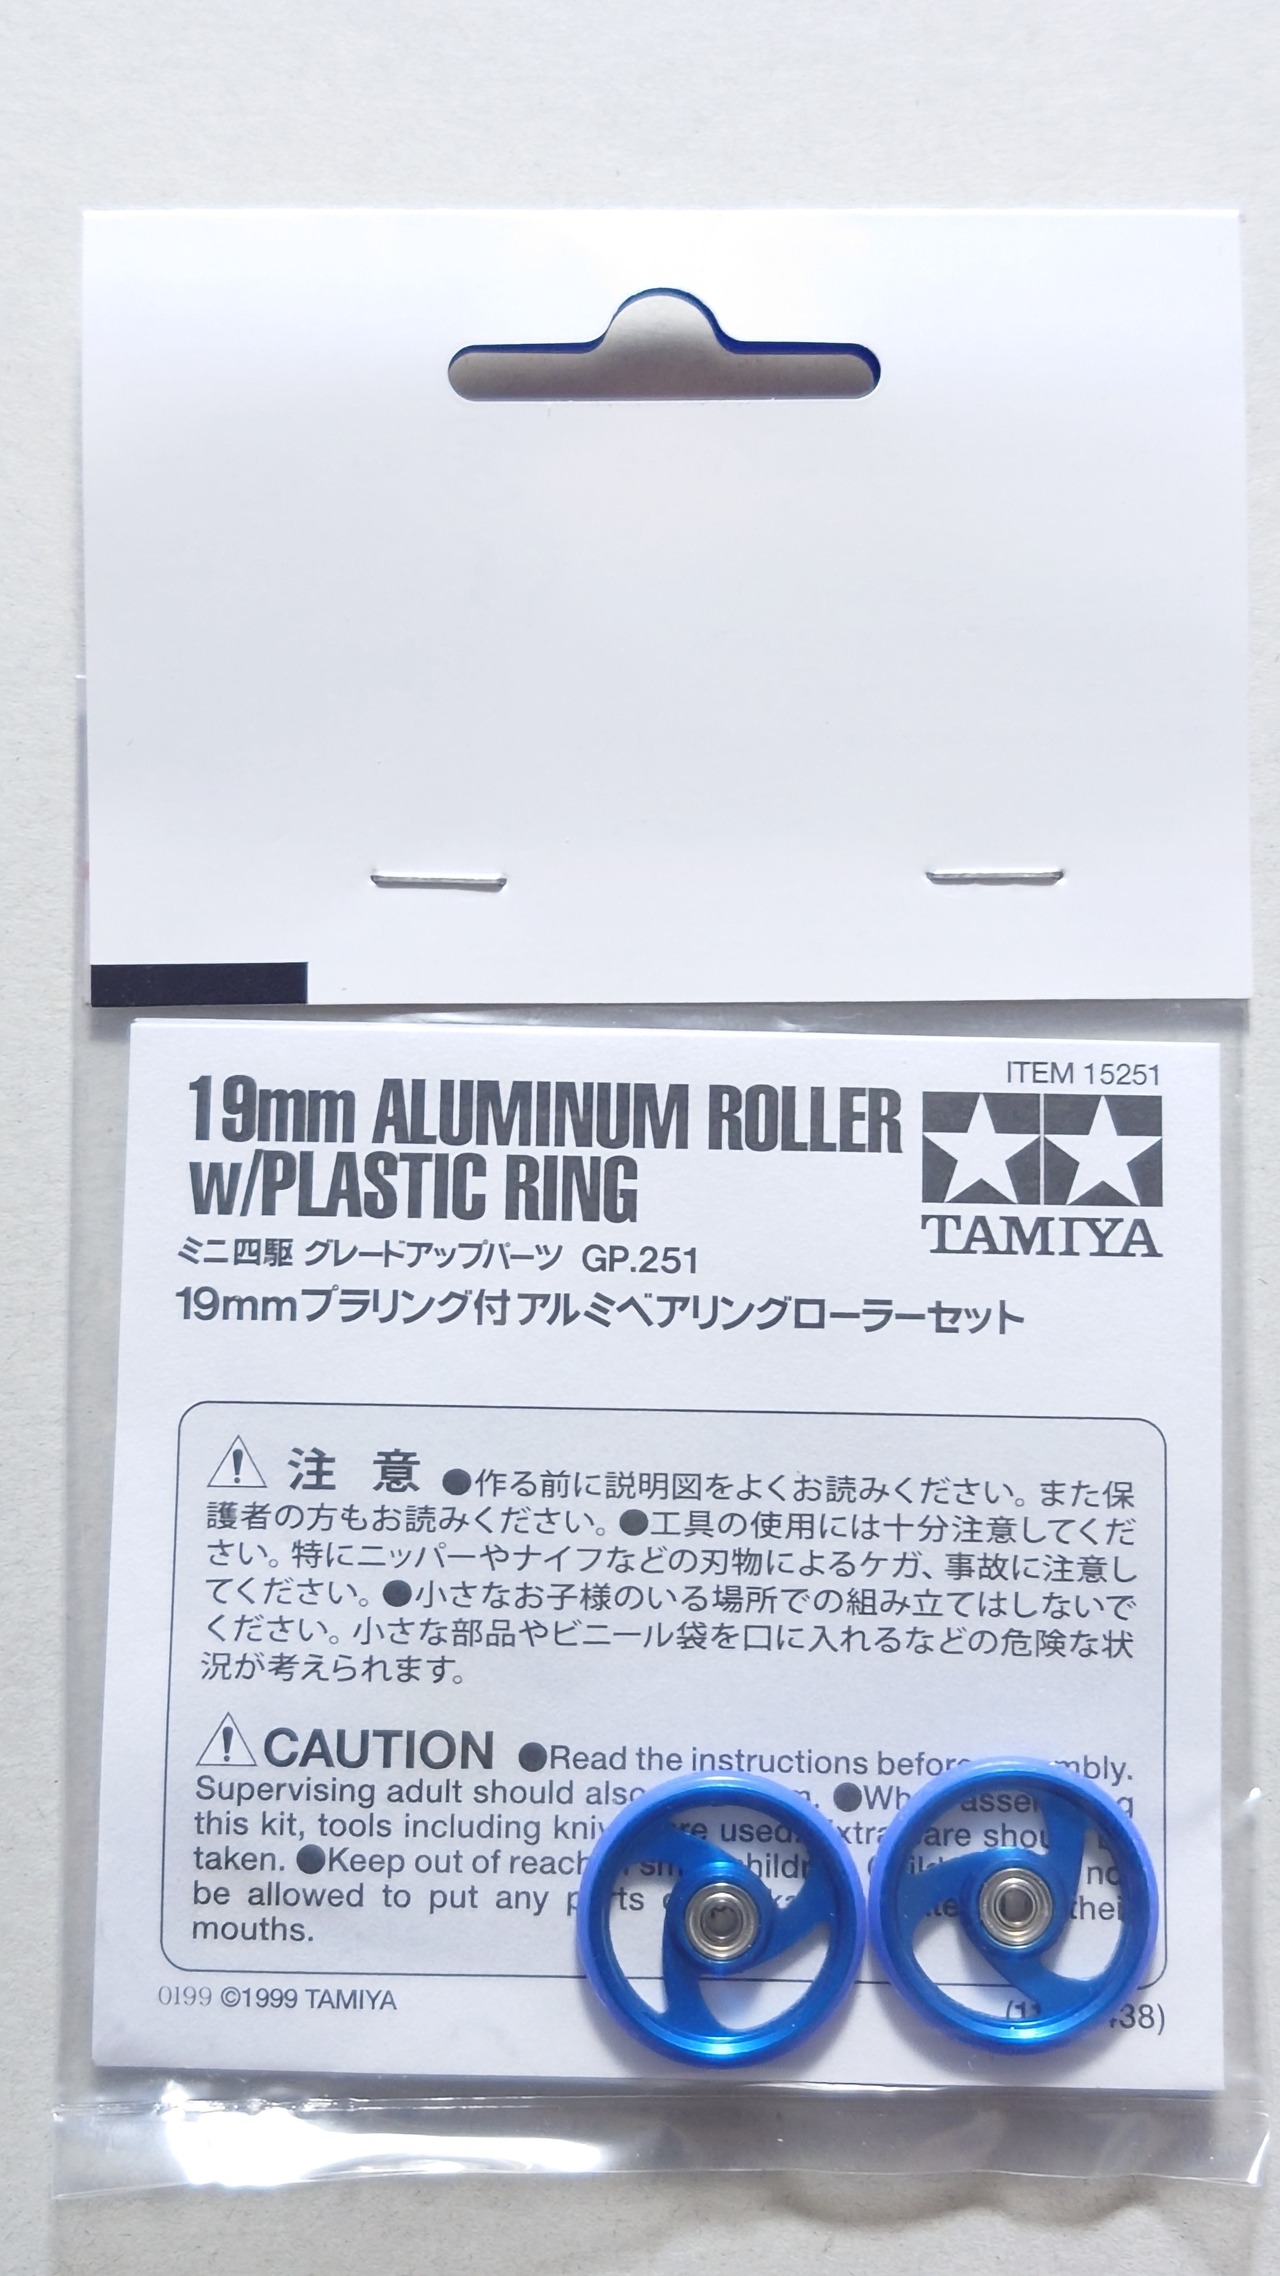 ITEM 15251
19mm ALUMINUM ROLLER
w/PLASTIC RING
TAMIYA
ミニ四駆 グレードアップパーツ GP.251
19mmプラリング付アルミベアリングローラーセット
注 意 ●作る前に説明図をよくお読みください。また保
護者の方もお読みください。●工具の使用には十分注意してくだ
さい。特にニッパーやナイフなどの刃物によるケガ、事故に注意し
てください。●小さなお子様のいる場所での組み立てはしないで
ください。小さな部品やビニール袋を口に入れるなどの危険な状
況が考えられます。
CAUTION ●Read the instructions before
Supervising adult should also ●
this kit, tools including are used.
taken. ●Keep out of reach
be allowed to put any
mouths.
0199 ©1999 TAMIYA